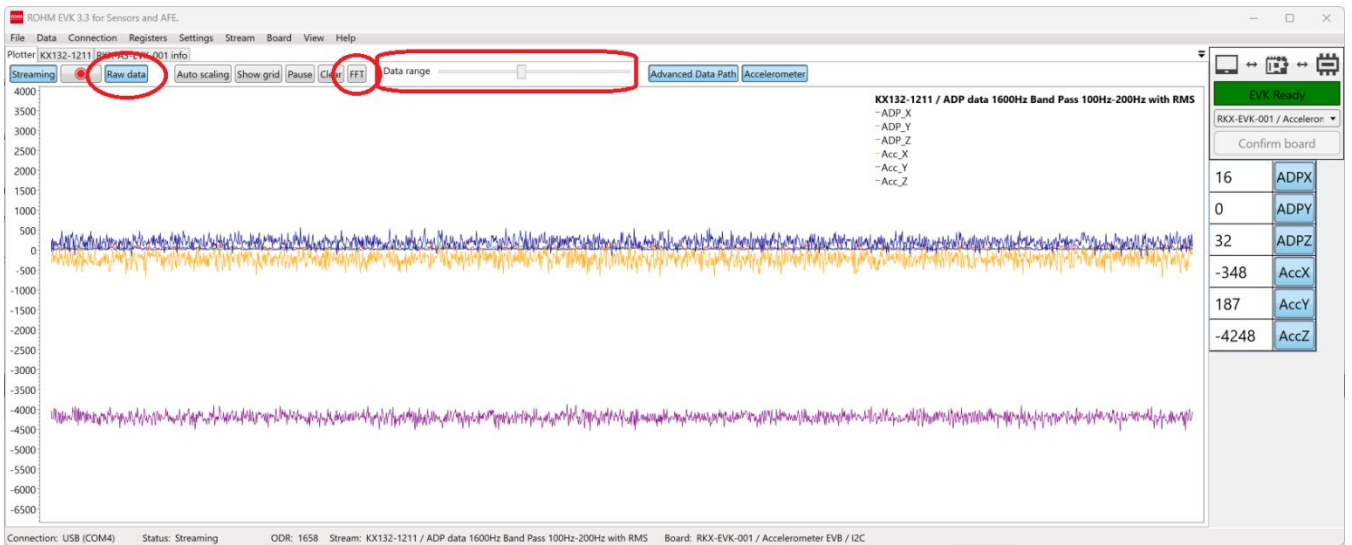 ROHM EVK 3.3 for Sensors and AFE.
File Data Connection Registers Settings Stream Board View Help
Plotter KX132-1211 info
Streaming Raw data Auto scaling Show grid Pause Clear FFT Data range Advanced Data Path Accelerometer
EVK Ready
RKX-EVK-001 / Acceleron
Confirm board
16 ADPX
0 ADPY
32 ADPZ
-348 AccX
187 AccY
-4248 AccZ
KX132-1211 / ADP data 1600Hz Band Pass 100Hz-200Hz with RMS
ADP_X
ADP_Y
ADP_Z
Acc_X
Acc_Y
Acc_Z
4000
3500
3000
2500
2000
1500
1000
500
0
-500
-1000
-1500
-2000
-2500
-3000
-3500
-4000
-4500
-5000
-5500
-6000
-6500
Connection: USB (COM4) Status: Streaming ODR: 1658 Stream: KX132-1211 / ADP data 1600Hz Band Pass 100Hz-200Hz with RMS Board: RKX-EVK-001 / Accelerometer EVB / I2C